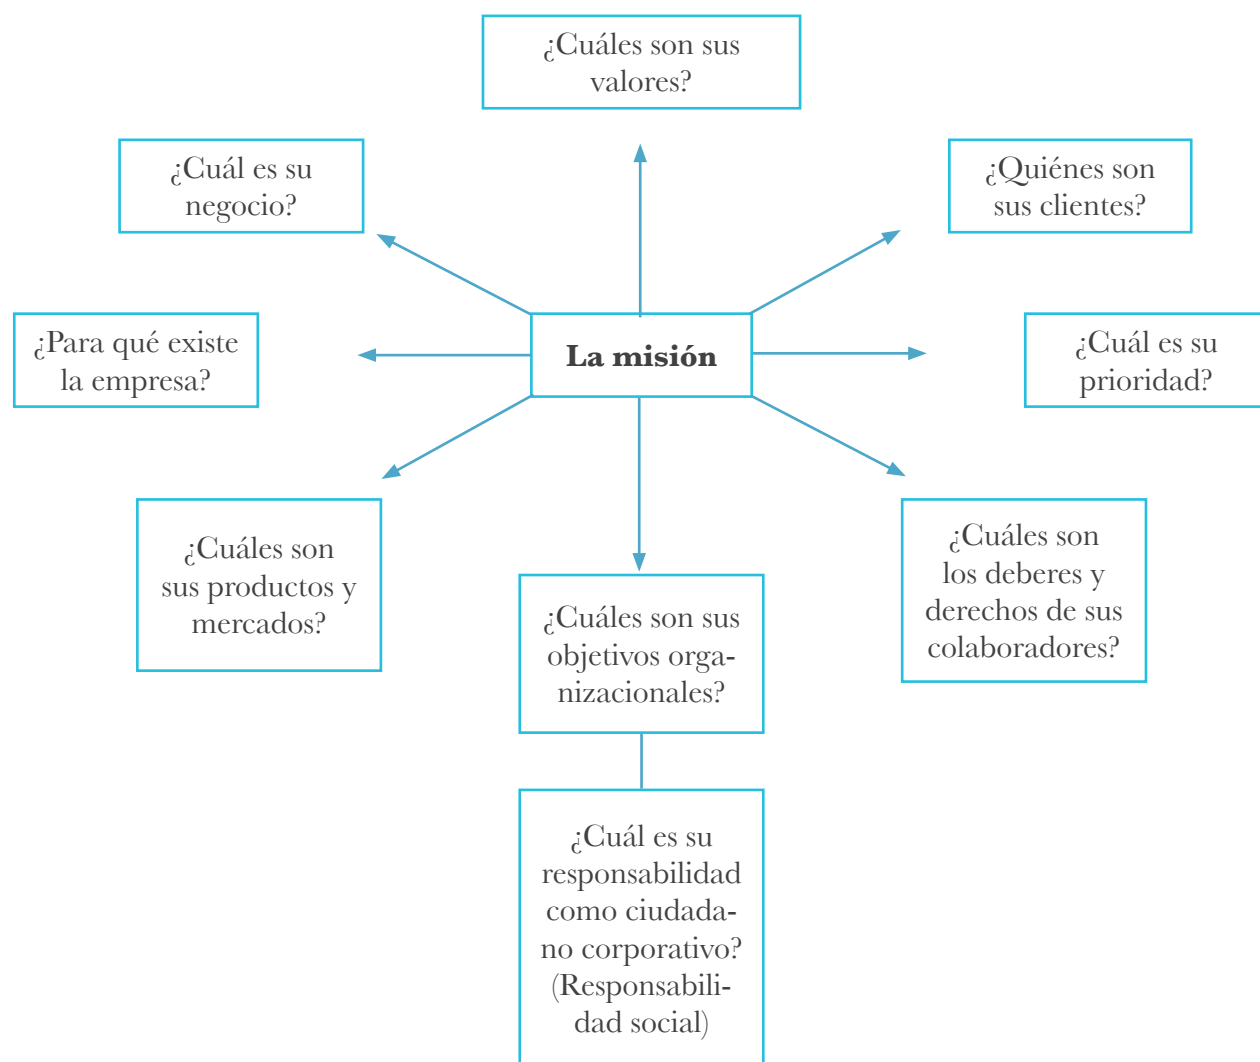 ¿Cuáles son sus
valores?
¿Cuál es su
negocio?
¿Quiénes son
sus clientes?
¿Para qué existe
la empresa?
La misión
¿Cuál es su
prioridad?
¿Cuáles son
sus productos y
mercados?
¿Cuáles son sus
objetivos orga-
nizacionales?
¿Cuáles son
los deberes y
derechos de sus
colaboradores?
¿Cuál es su
responsabilidad
como ciudada-
no corporativo?
(Responsabili-
dad social)